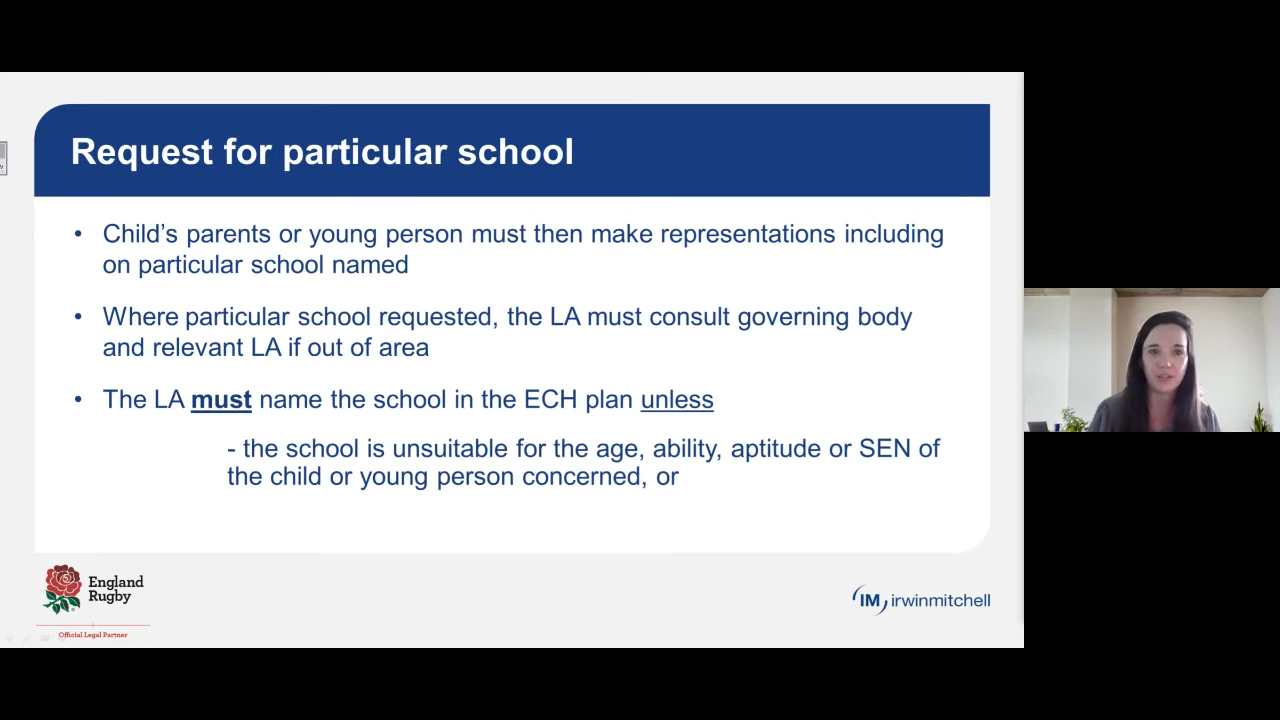 Request for particular school
• Child’s parents or young person must then make representations including
on particular school named
• Where particular school requested, the LA must consult governing body
and relevant LA if out of area
• The LA must name the school in the ECH plan unless
- the school is unsuitable for the age, ability, aptitude or SEN of
the child or young person concerned, or
England
Rugby
Official Legal Partner
IM irwinmitchell